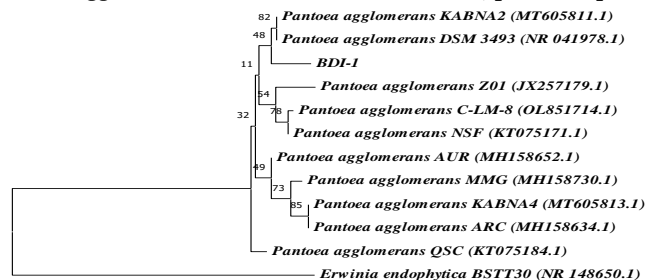 82
Pantoea agglomerans KABNA2 (MT605811.1)
48
Pantoea agglomerans DSM 3493 (NR 041978.1)
11
BDI-1
Pantoea agglomerans Z01 (JX257179.1)
54
78
Pantoea agglomerans C-LM-8 (OL851714.1)
32
Pantoea agglomerans NSF (KT075171.1)
Pantoea agglomerans AUR (MH158652.1)
49
Pantoea agglomerans MMG (MH158730.1)
73
Pantoea agglomerans KABNA4 (MT605813.1)
85
Pantoea agglomerans ARC (MH158634.1)
Pantoea agglomerans QSC (KT075184.1)
Erwinia endophytica BSTT30 (NR 148650.1)